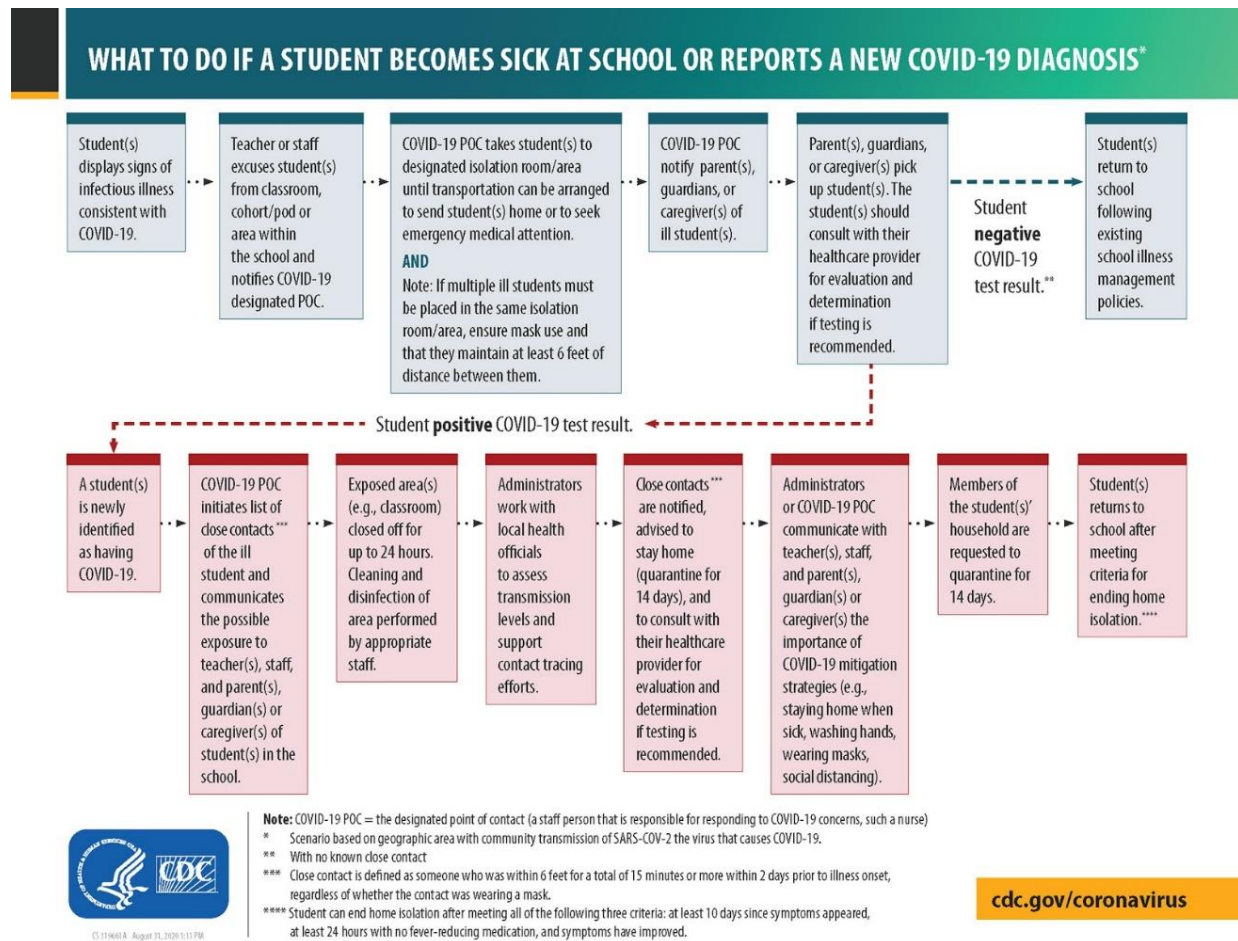 WHAT TO DO IF A STUDENT BECOMES SICK AT SCHOOL OR REPORTS A NEW COVID-19 DIAGNOSIS*
Student(s)
displays signs of
infectious illness
consistent with
COVID-19.
Teacher or staff
excuses student(s)
from classroom,
cohort/pod or
area within
the school and
notifies COVID-19
designated POC.
COVID-19 POC takes student(s) to
designated isolation room/area
until transportation can be arranged
to send student(s) home or to seek
emergency medical attention.
AND
Note: If multiple ill students must
be placed in the same isolation
room/area, ensure mask use and
that they maintain at least 6 feet of
distance between them.
COVID-19 POC
notify parent(s),
guardians, or
caregiver(s) of
ill student(s).
Parent(s), guardians,
or caregiver(s) pick
up student(s). The
student(s) should
consult with their
healthcare provider
for evaluation and
determination
if testing is
recommended.
Student
negative
COVID-19
test result.**
Student(s)
return to
school
following
existing
school illness
management
policies.
Student positive COVID-19 test result.
A student(s)
is newly
identified
as having
COVID-19.
COVID-19 POC
initiates list of
close contacts***
of the ill
student and
communicates
the possible
exposure to
teacher(s), staff,
and parent(s),
guardian(s) or
caregiver(s) of
student(s) in the
school.
Exposed area(s)
(e.g., classroom)
closed off for
up to 24 hours.
Cleaning and
disinfection of
area performed
by appropriate
staff.
Administrators
work with
local health
officials
to assess
transmission
levels and
support
contact tracing
efforts.
Close contacts***
are notified,
advised to
stay home
(quarantine for
14 days), and
to consult with
their healthcare
provider for
evaluation and
determination
if testing is
recommended.
Administrators
or COVID-19 POC
communicate with
teacher(s), staff,
and parent(s),
guardian(s) or
caregiver(s) the
importance of
COVID-19 mitigation
strategies (e.g.,
staying home when
sick, washing hands,
wearing masks,
social distancing).
Members of
the student(s)'
household are
requested to
quarantine for
14 days.
Student(s)
returns to
school after
meeting
criteria for
ending home
isolation.****
Note: COVID-19 POC = the designated point of contact (a staff person that is responsible for responding to COVID-19 concerns, such a nurse)
* Scenario based on geographic area with community transmission of SARS-COV-2 the virus that causes COVID-19.
** With no known close contact
*** Close contact is defined as someone who was within 6 feet for a total of 15 minutes or more within 2 days prior to illness onset,
regardless of whether the contact was wearing a mask.
**** Student can end home isolation after meeting all of the following three criteria: at least 10 days since symptoms appeared,
at least 24 hours with no fever-reducing medication, and symptoms have improved.
CDC
cdc.gov/coronavirus